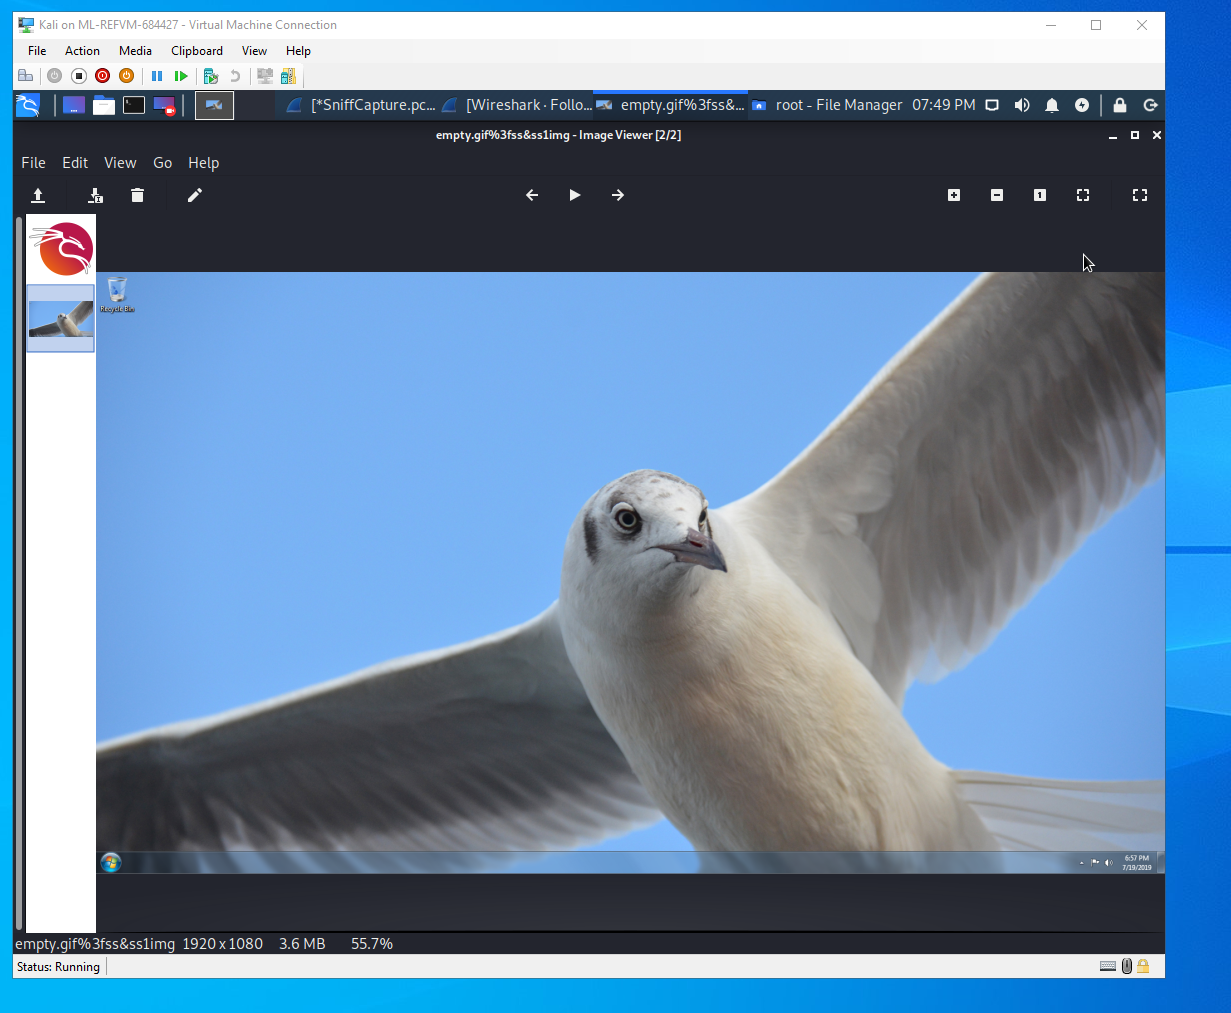 Kali on ML-REFVM-684427 - Virtual Machine Connection
File Action Media Clipboard View Help
[*SniffCapture.pc... [Wireshark · Follo... empty.gif%3fss&... root - File Manager 07:49 PM
empty.gif%3fss&ss1img - Image Viewer [2/2]
File Edit View Go Help
1
Recycle Bin
6:57 PM
7/19/2019
empty.gif%3fss&ss1img 1920 x 1080 3.6 MB 55.7%
Status: Running